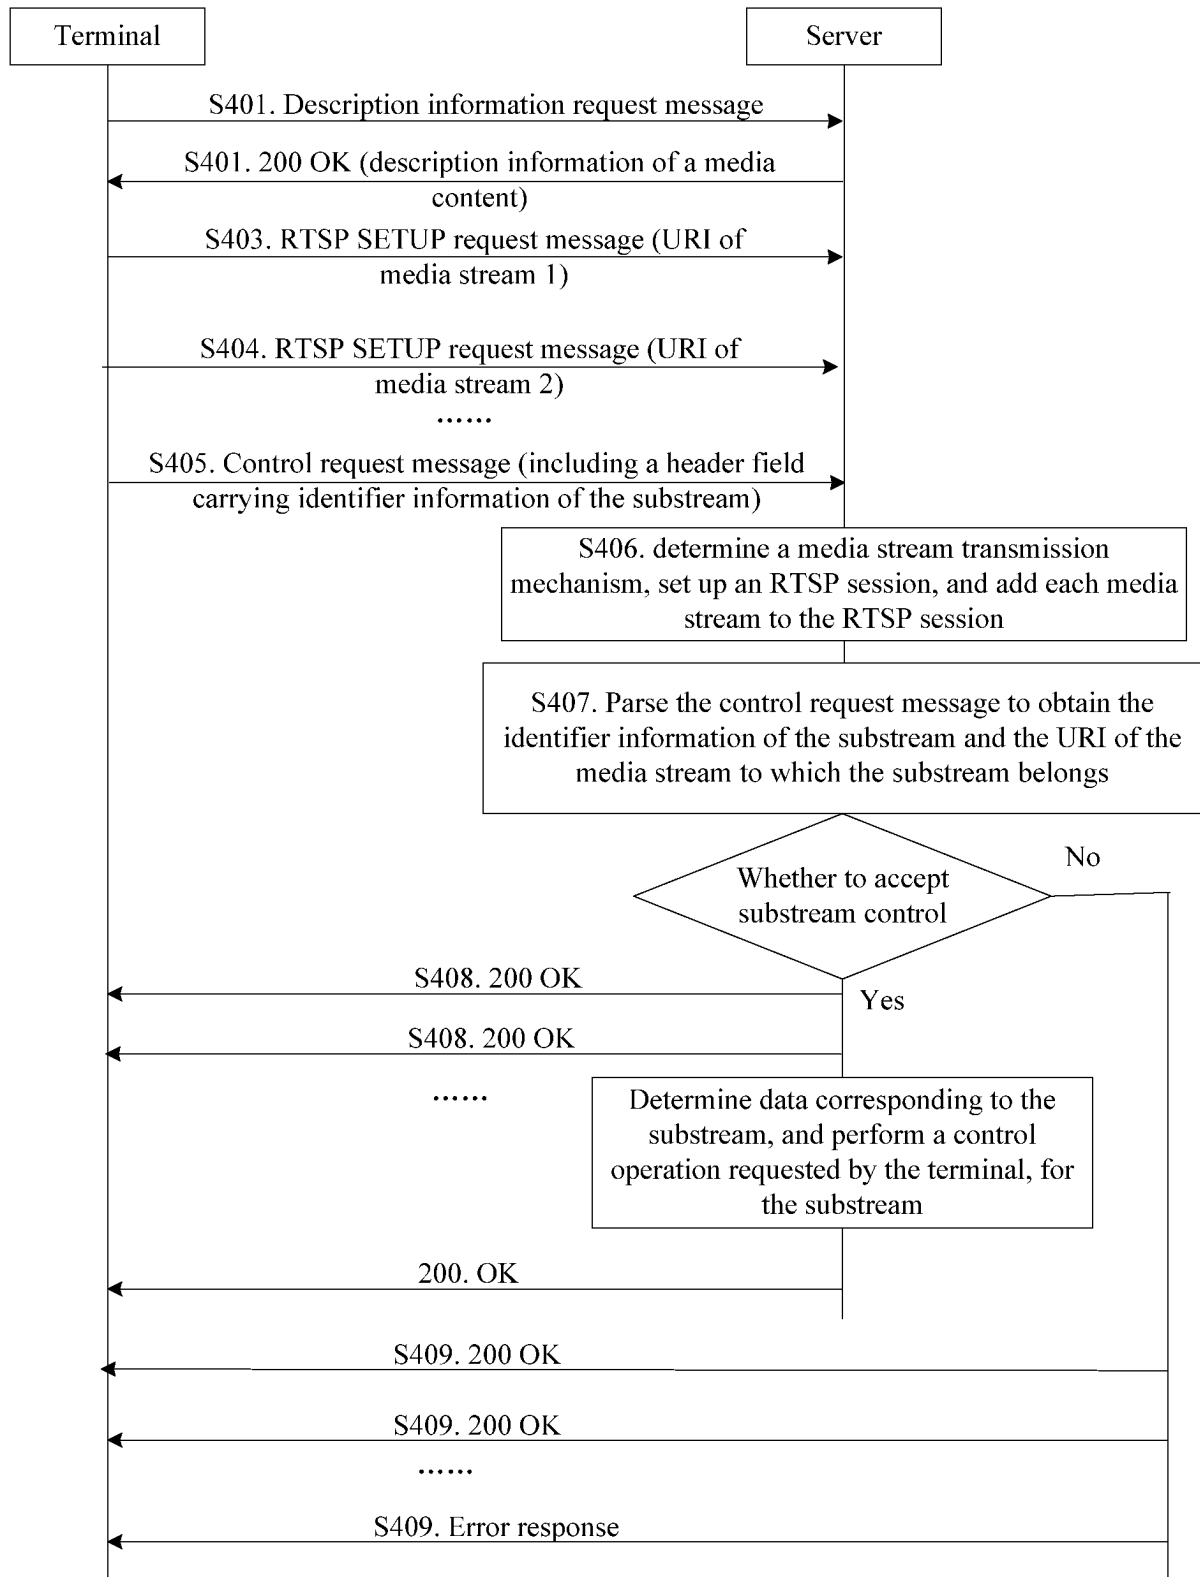 Terminal
Server
S401. Description information request message
S401. 200 OK (description information of a media
content)
S403. RTSP SETUP request message (URI of
media stream 1)
S404. RTSP SETUP request message (URI of
media stream 2)
......
S405. Control request message (including a header field
carrying identifier information of the substream)
S406. determine a media stream transmission
mechanism, set up an RTSP session, and add each media
stream to the RTSP session
S407. Parse the control request message to obtain the
identifier information of the substream and the URI of the
media stream to which the substream belongs
No
Whether to accept
substream control
S408. 200 OK
Yes
S408. 200 OK
......
Determine data corresponding to the
substream, and perform a control
operation requested by the terminal, for
the substream
200. OK
S409. 200 OK
S409. 200 OK
......
S409. Error response